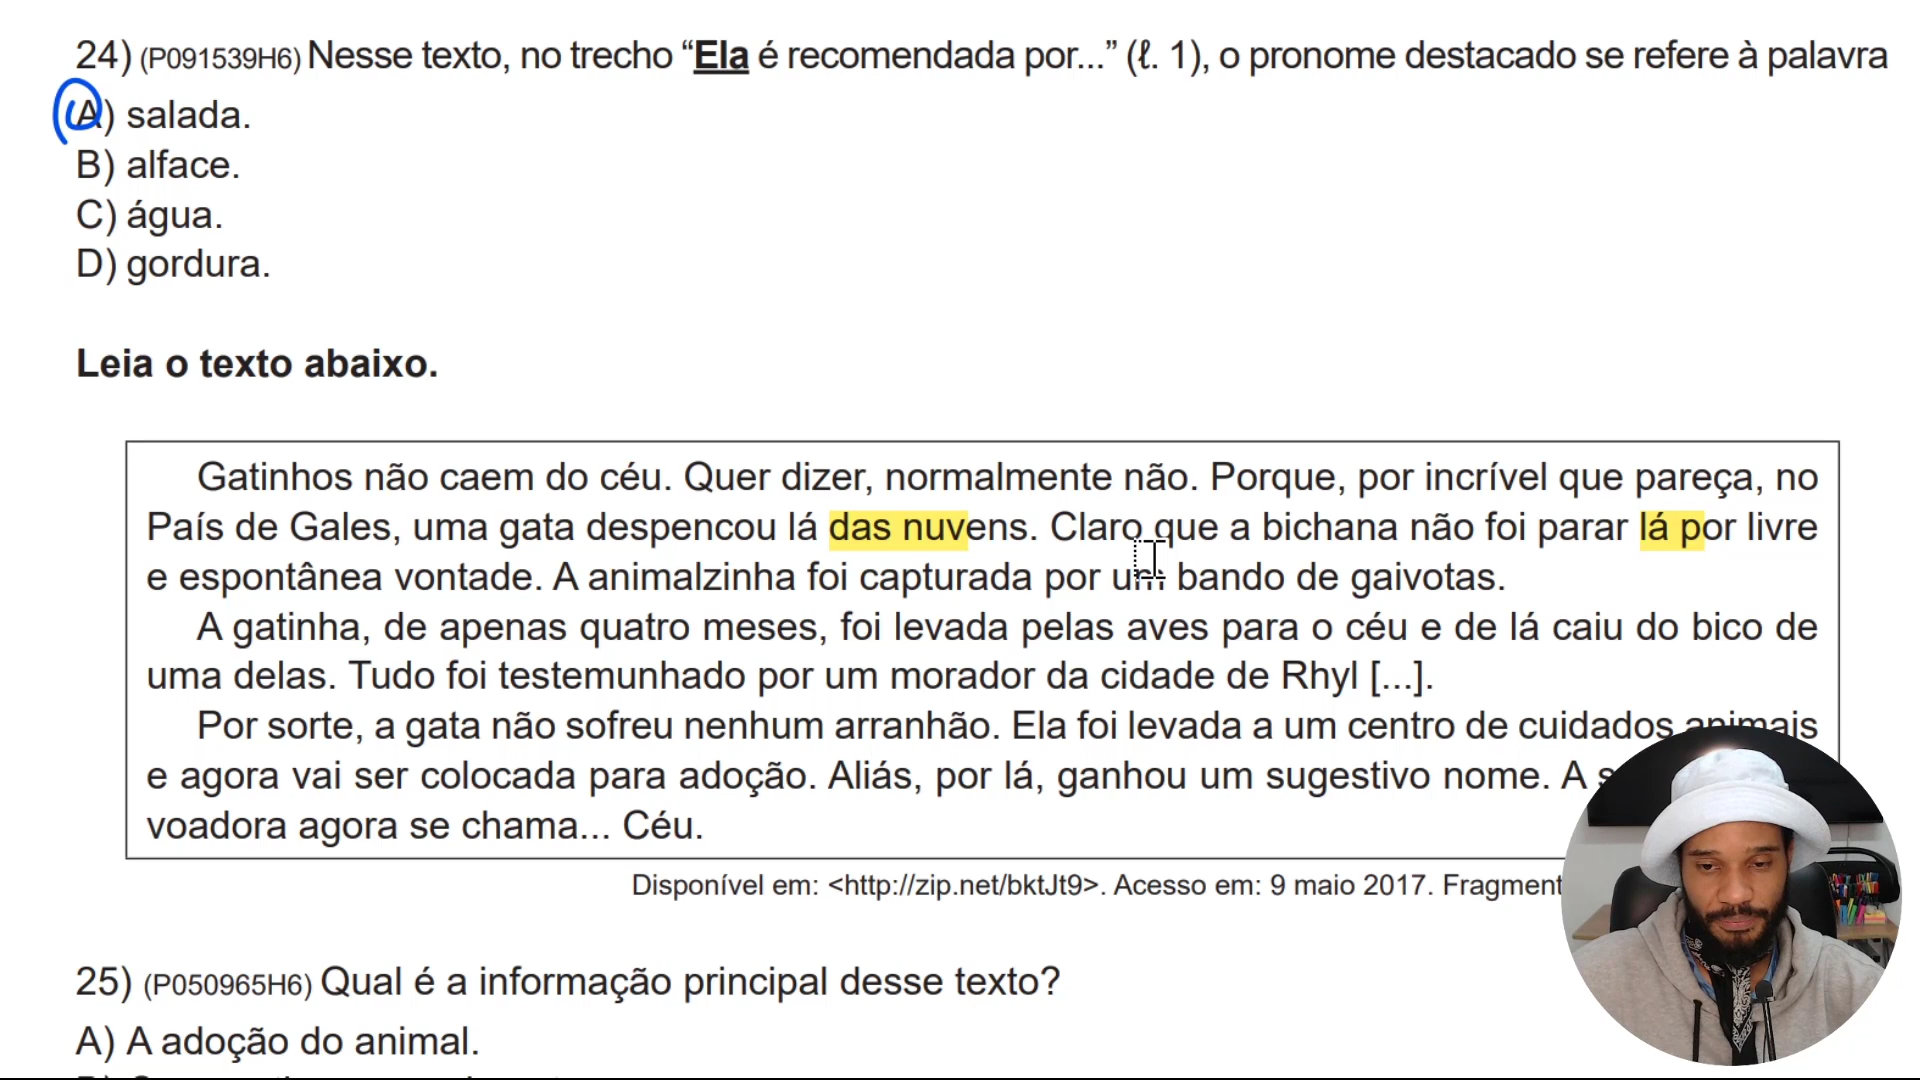 24) (P091539H6) Nesse texto, no trecho “Ela é recomendada por...” (ℓ. 1), o pronome destacado se refere à palavra
A) salada.
B) alface.
C) água.
D) gordura.
Leia o texto abaixo.
Gatinhos não caem do céu. Quer dizer, normalmente não. Porque, por incrível que pareça, no
País de Gales, uma gata despencou lá das nuvens. Claro que a bichana não foi parar lá por livre
e espontânea vontade. A animalzinha foi capturada por um bando de gaivotas.
A gatinha, de apenas quatro meses, foi levada pelas aves para o céu e de lá caiu do bico de
uma delas. Tudo foi testemunhado por um morador da cidade de Rhyl [...].
Por sorte, a gata não sofreu nenhum arranhão. Ela foi levada a um centro de cuidados animais
e agora vai ser colocada para adoção. Aliás, por lá, ganhou um sugestivo nome. A
voadora agora se chama... Céu.
Disponível em: <http://zip.net/bktJt9>. Acesso em: 9 maio 2017. Fragment
25) (P050965H6) Qual é a informação principal desse texto?
A) A adoção do animal.